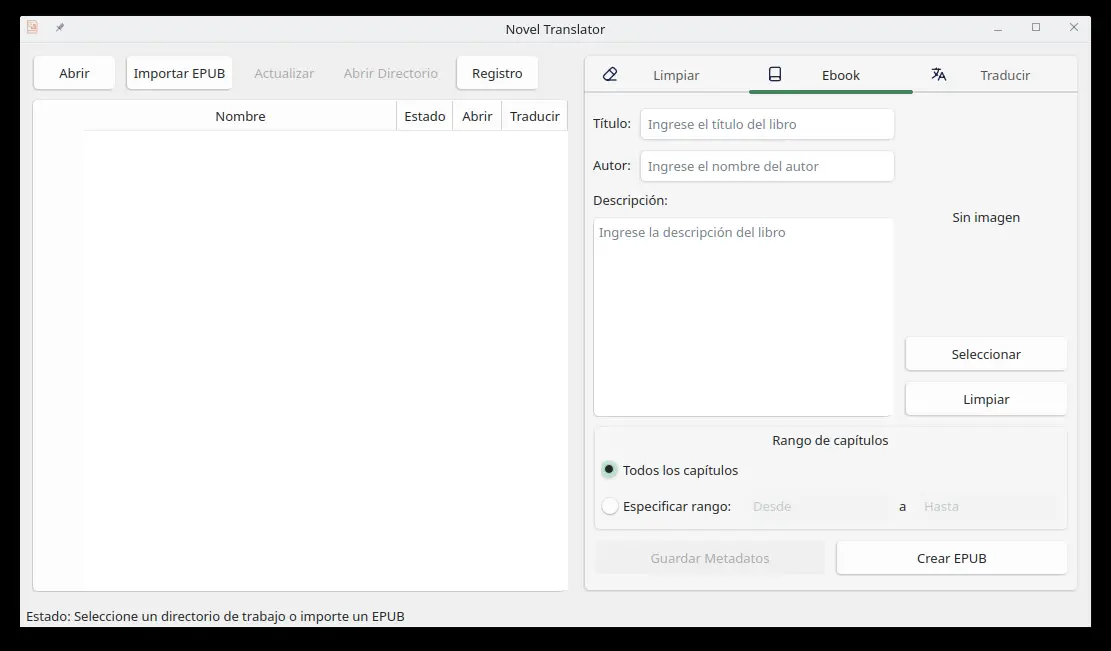 Novel Translator
Abrir Importar EPUB Actualizar Abrir Directorio Registro
Nombre Estado Abrir Traducir
Limpiar Ebook Traducir
Título: Ingrese el título del libro
Autor: Ingrese el nombre del autor
Descripción:
Ingrese la descripción del libro
Sin imagen
Seleccionar
Limpiar
Rango de capítulos
Todos los capítulos
Especificar rango: Desde a Hasta
Guardar Metadatos Crear EPUB
Estado: Seleccione un directorio de trabajo o importe un EPUB